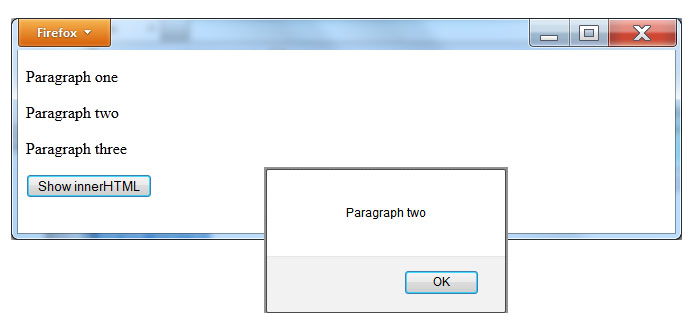 Firefox
Paragraph one
Paragraph two
Paragraph three
Show innerHTML
Paragraph two
OK